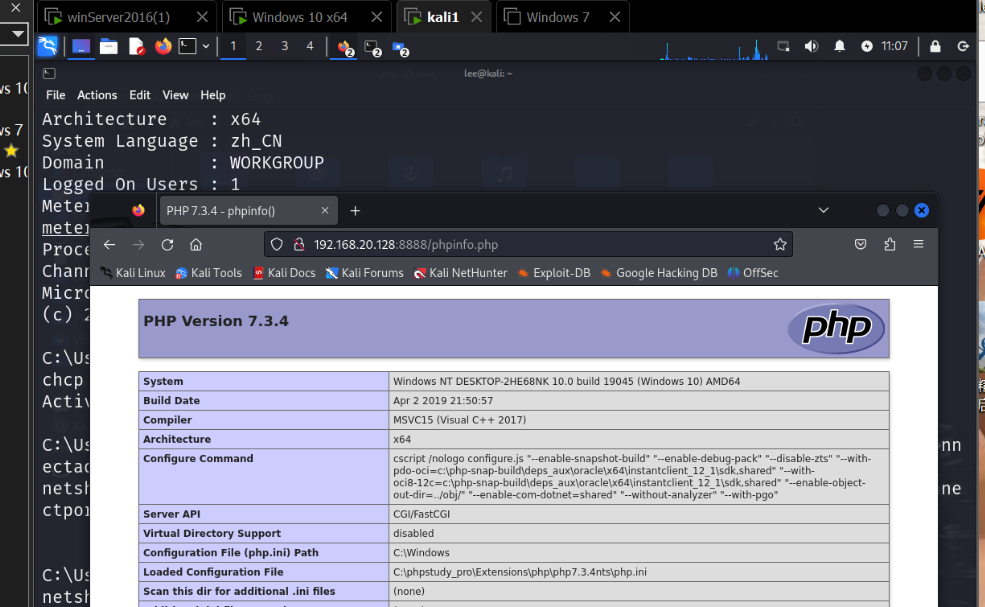 winServer2016(1)
Windows 10 x64
kali1
Windows 7
1 2 3 4
2
2
2
11:07
lee@kali: ~
File Actions Edit View Help
Architecture : x64
System Language : zh_CN
Domain : WORKGROUP
Logged On Users : 1
Meter
meter
Proce
Chann
Micro
(c) 2
C:\Us
chcp
Activ
C:\Us
onn
ectad
netsh
ne
ctpor
C:\Us
netsh
ws 10
ws 7
ws 10
PHP 7.3.4 - phpinfo()
192.168.20.128:8888/phpinfo.php
Kali Linux Kali Tools Kali Docs Kali Forums Kali NetHunter Exploit-DB Google Hacking DB OffSec
PHP Version 7.3.4
php
System Windows NT DESKTOP-2HE68NK 10.0 build 19045 (Windows 10) AMD64
Build Date Apr 2 2019 21:50:57
Compiler MSVC15 (Visual C++ 2017)
Architecture x64
Configure Command cscript /nologo configure.js "--enable-snapshot-build" "--enable-debug-pack" "--disable-zts" "--with-
pdo-oci=c:\php-snap-build\deps_aux\oracle\x64\instantclient_12_1\sdk,shared" "--with-
oci8-12c=c:\php-snap-build\deps_aux\oracle\x64\instantclient_12_1\sdk,shared" "--enable-object-
out-dir=../obj/" "--enable-com-dotnet=shared" "--without-analyzer" "--with-pgo"
Server API CGI/FastCGI
Virtual Directory Support disabled
Configuration File (php.ini) Path C:\Windows
Loaded Configuration File C:\phpstudy_pro\Extensions\php\php7.3.4nts\php.ini
Scan this dir for additional .ini files (none)